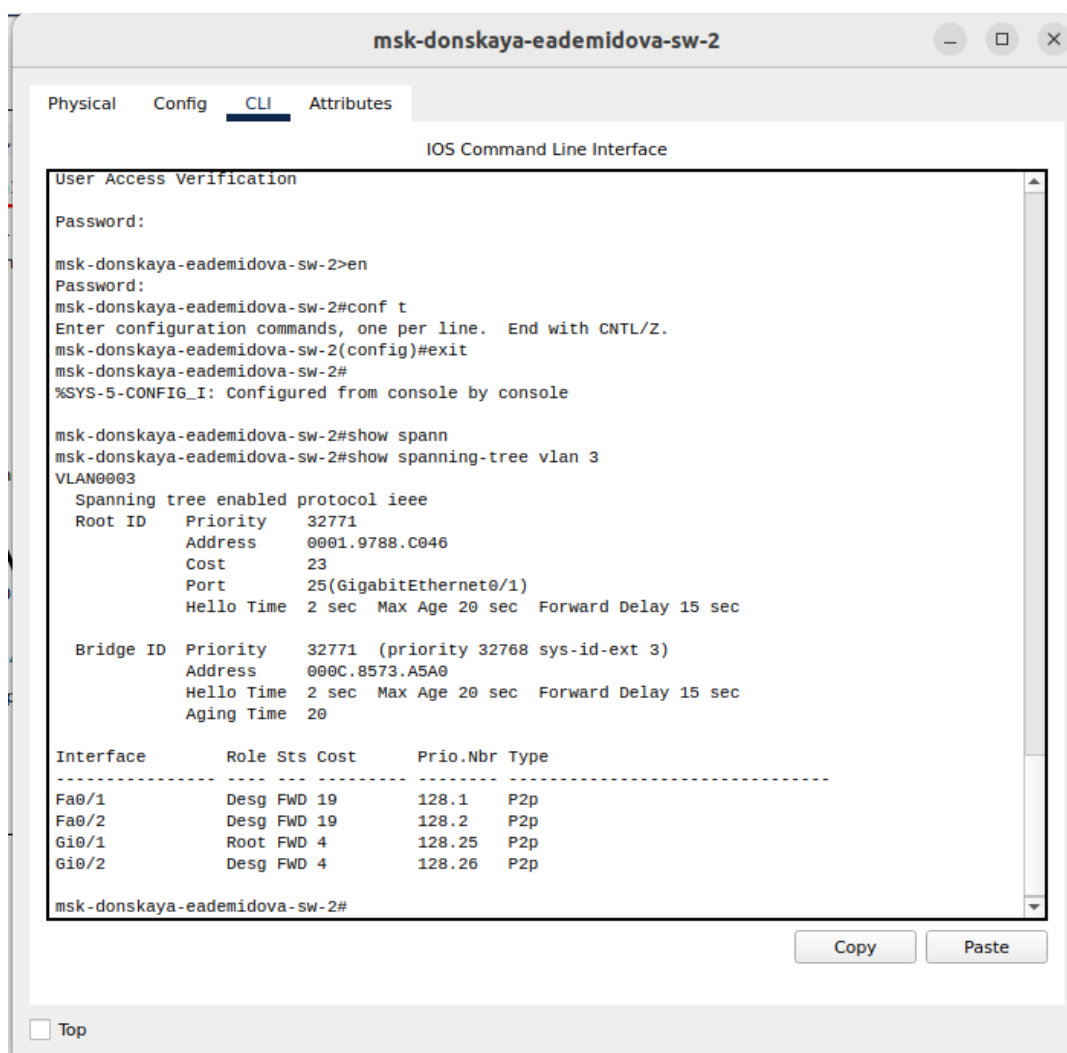 msk-donskaya-eademidova-sw-2
Physical Config CLI Attributes
IOS Command Line Interface
User Access Verification
Password:
msk-donskaya-eademidova-sw-2>en
Password:
msk-donskaya-eademidova-sw-2#conf t
Enter configuration commands, one per line.  End with CNTL/Z.
msk-donskaya-eademidova-sw-2(config)#exit
msk-donskaya-eademidova-sw-2#
%SYS-5-CONFIG_I: Configured from console by console
msk-donskaya-eademidova-sw-2#show spann
msk-donskaya-eademidova-sw-2#show spanning-tree vlan 3
VLAN0003
  Spanning tree enabled protocol ieee
  Root ID    Priority    32771
             Address     0001.9788.C046
             Cost        23
             Port        25(GigabitEthernet0/1)
             Hello Time  2 sec  Max Age 20 sec  Forward Delay 15 sec
  Bridge ID  Priority    32771  (priority 32768 sys-id-ext 3)
             Address     000C.8573.A5A0
             Hello Time  2 sec  Max Age 20 sec  Forward Delay 15 sec
             Aging Time  20
Interface        Role Sts Cost      Prio.Nbr Type
---------------- ---- --- --------- -------- --------------------------------
Fa0/1            Desg FWD 19        128.1    P2p
Fa0/2            Desg FWD 19        128.2    P2p
Gi0/1            Root FWD 4         128.25   P2p
Gi0/2            Desg FWD 4         128.26   P2p
msk-donskaya-eademidova-sw-2#
Copy Paste
Top